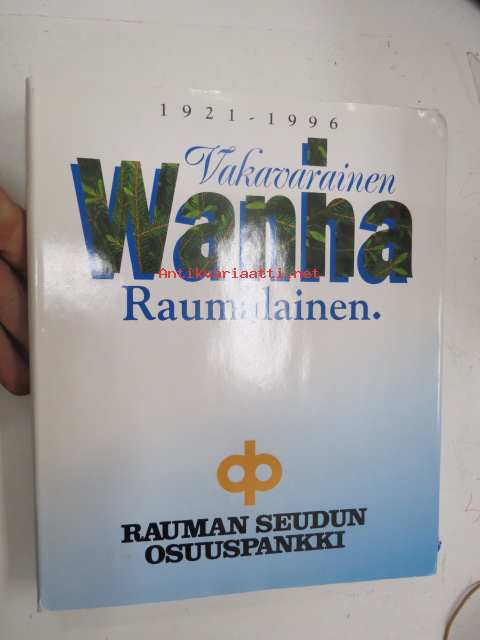 1921-1996
Vakavarainen
Wanha
Antikvariaatti.net
Raumalainen.
RAUMAN SEUDUN
OSUUSPANKKI